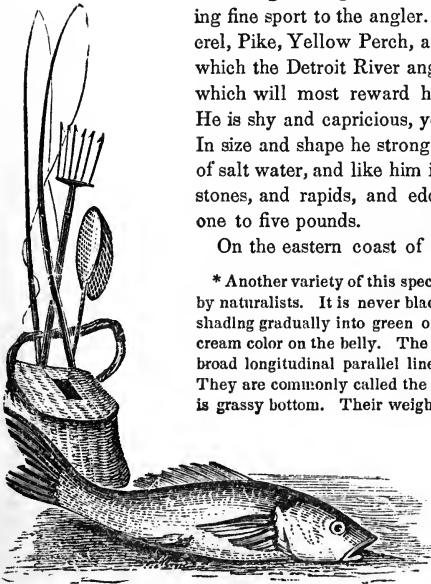 ing fine sport to the angler.
erel, Pike, Yellow Perch, a
which the Detroit River ang
which will most reward h
He is shy and capricious, y
In size and shape he strong
of salt water, and like him i
stones, and rapids, and edd
one to five pounds.
On the eastern coast of
* Another variety of this spec
by naturalists. It is never blac
shading gradually into green o
cream color on the belly. The
broad longitudinal parallel line
They are commonly called the
is grassy bottom. Their weigh